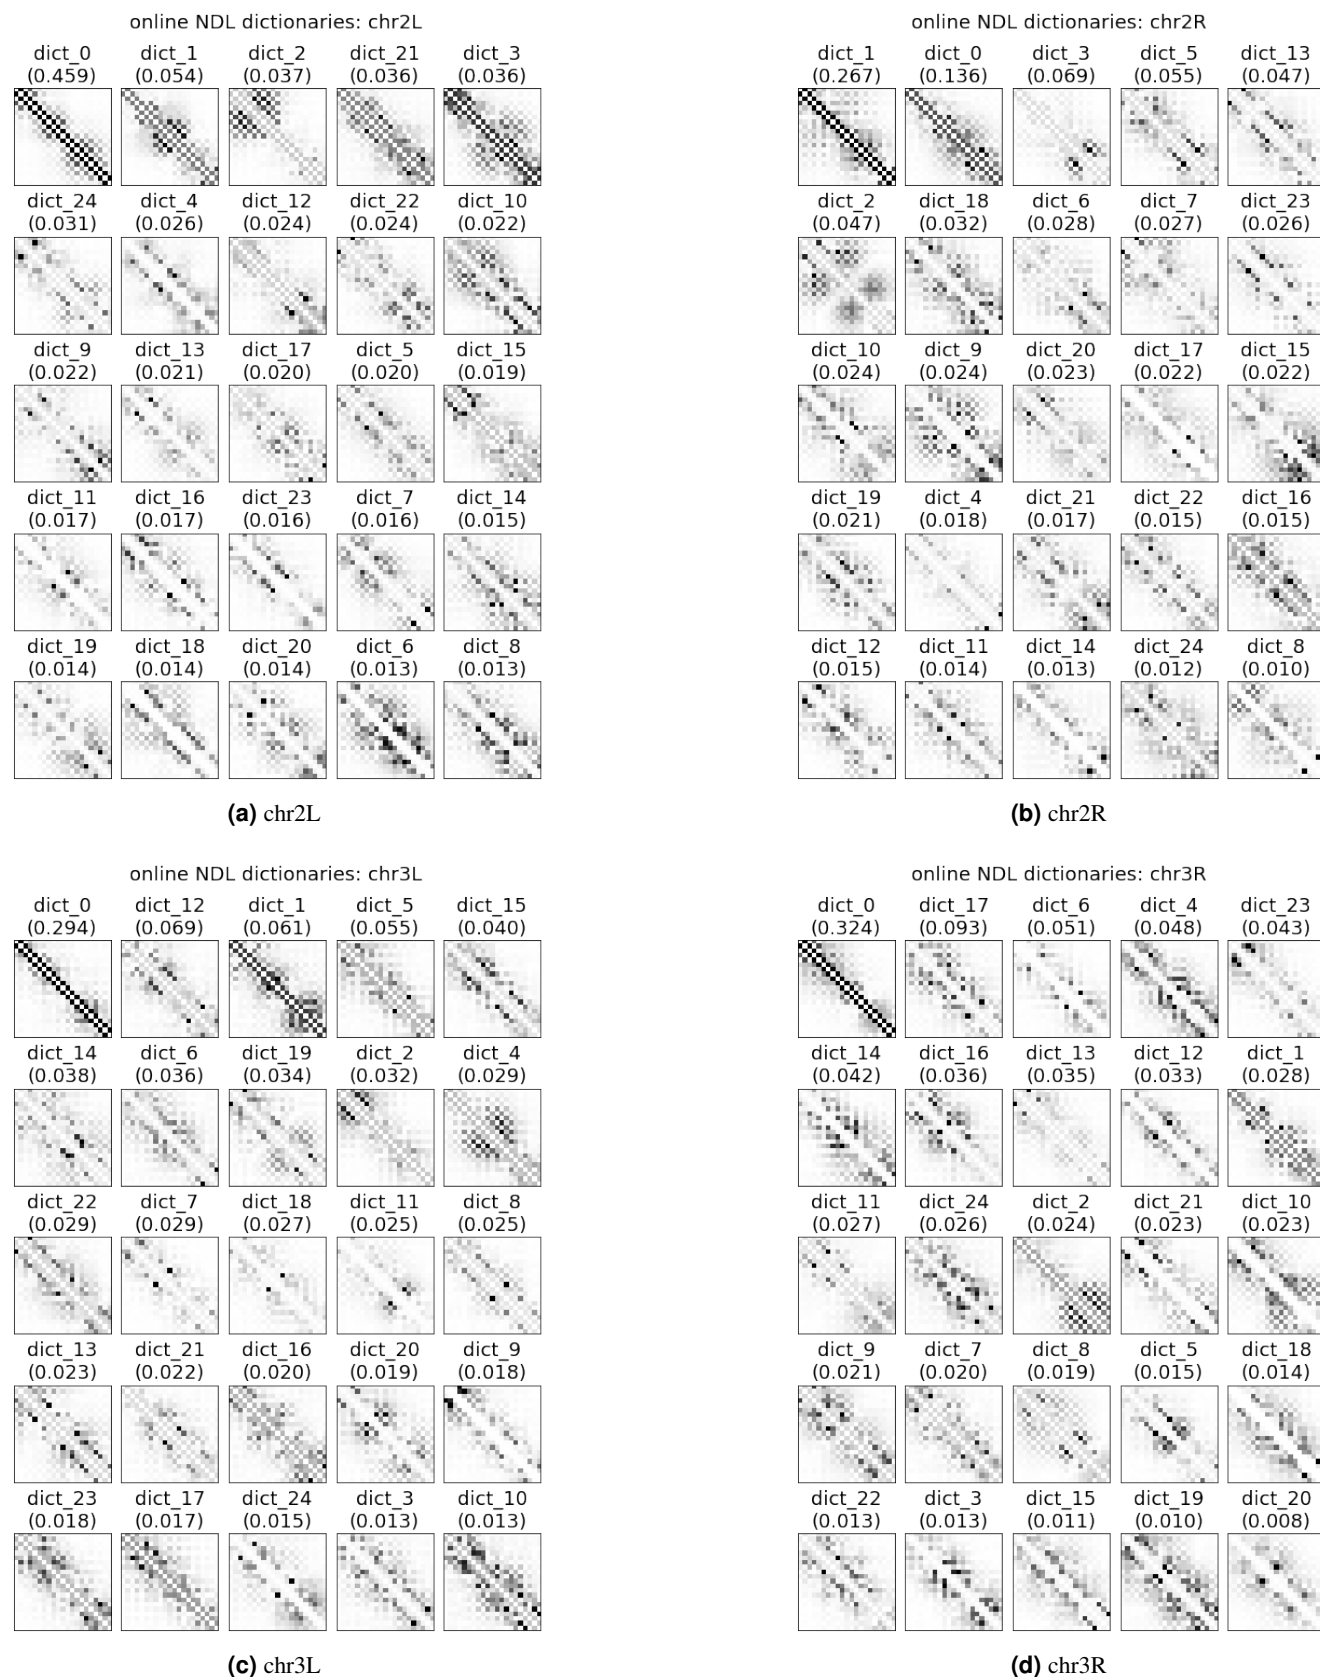 online NDL dictionaries: chr2L
dict_0 dict_1 dict_2 dict_21 dict_3
(0.459) (0.054) (0.037) (0.036) (0.036)
dict_24 dict_4 dict_12 dict_22 dict_10
(0.031) (0.026) (0.024) (0.024) (0.022)
dict_9 dict_13 dict_17 dict_5 dict_15
(0.022) (0.021) (0.020) (0.020) (0.019)
dict_11 dict_16 dict_23 dict_7 dict_14
(0.017) (0.017) (0.016) (0.016) (0.015)
dict_19 dict_18 dict_20 dict_6 dict_8
(0.014) (0.014) (0.014) (0.013) (0.013)
(a) chr2L
online NDL dictionaries: chr2R
dict_1 dict_0 dict_3 dict_5 dict_13
(0.267) (0.136) (0.069) (0.055) (0.047)
dict_2 dict_18 dict_6 dict_7 dict_23
(0.047) (0.032) (0.028) (0.027) (0.026)
dict_10 dict_9 dict_20 dict_17 dict_15
(0.024) (0.024) (0.023) (0.022) (0.022)
dict_19 dict_4 dict_21 dict_22 dict_16
(0.021) (0.018) (0.017) (0.015) (0.015)
dict_12 dict_11 dict_14 dict_24 dict_8
(0.015) (0.014) (0.013) (0.012) (0.010)
(b) chr2R
online NDL dictionaries: chr3L
dict_0 dict_12 dict_1 dict_5 dict_15
(0.294) (0.069) (0.061) (0.055) (0.040)
dict_14 dict_6 dict_19 dict_2 dict_4
(0.038) (0.036) (0.034) (0.032) (0.029)
dict_22 dict_7 dict_18 dict_11 dict_8
(0.029) (0.029) (0.027) (0.025) (0.025)
dict_13 dict_21 dict_16 dict_20 dict_9
(0.023) (0.022) (0.020) (0.019) (0.018)
dict_23 dict_17 dict_24 dict_3 dict_10
(0.018) (0.017) (0.015) (0.013) (0.013)
(c) chr3L
online NDL dictionaries: chr3R
dict_0 dict_17 dict_6 dict_4 dict_23
(0.324) (0.093) (0.051) (0.048) (0.043)
dict_14 dict_16 dict_13 dict_12 dict_1
(0.042) (0.036) (0.035) (0.033) (0.028)
dict_11 dict_24 dict_2 dict_21 dict_10
(0.027) (0.026) (0.024) (0.023) (0.023)
dict_9 dict_7 dict_8 dict_5 dict_18
(0.021) (0.020) (0.019) (0.015) (0.014)
dict_22 dict_3 dict_15 dict_19 dict_20
(0.013) (0.013) (0.011) (0.010) (0.008)
(d) chr3R